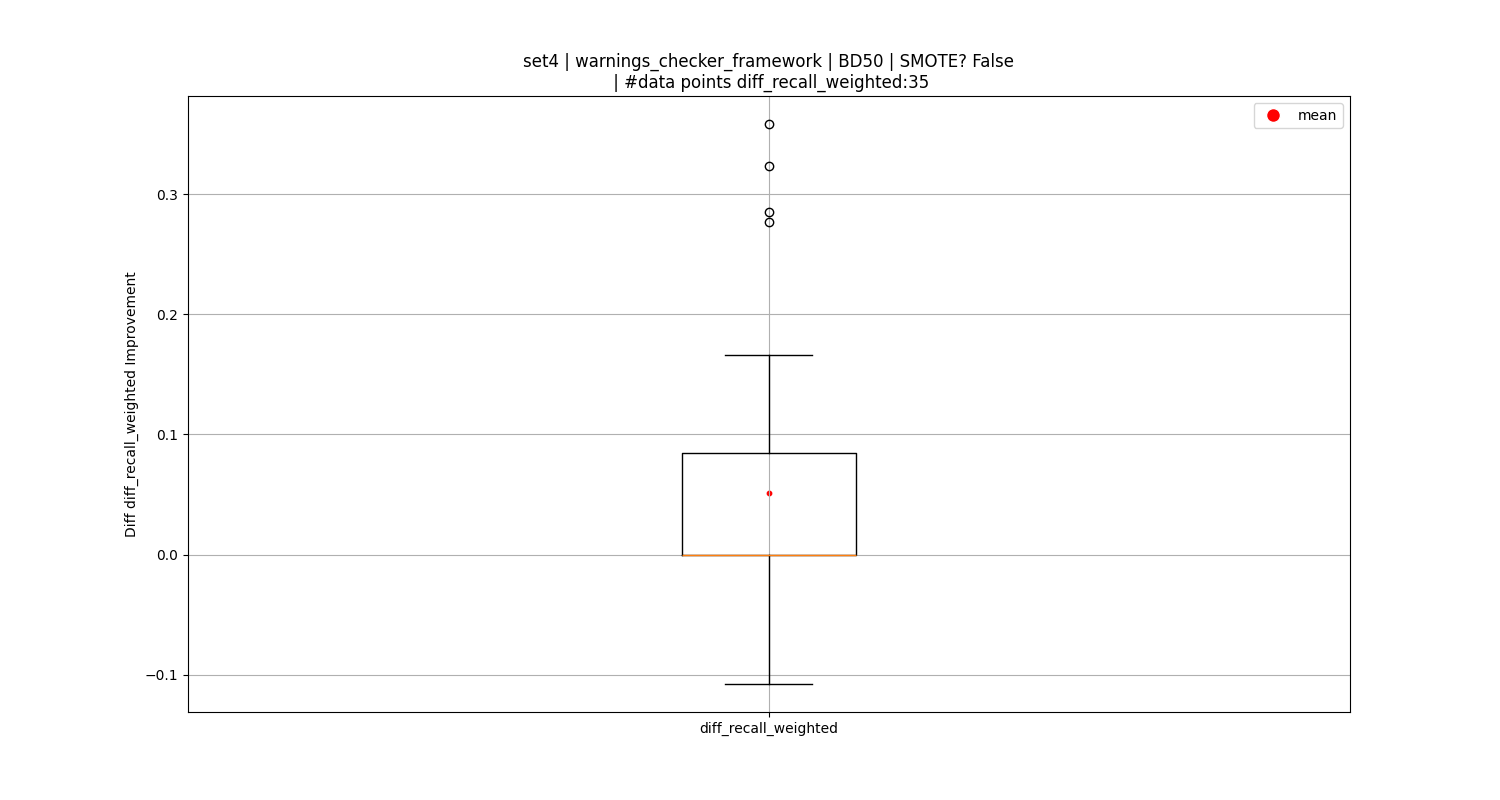 set4 | warnings_checker_framework | BD50 | SMOTE? False
| #data points diff_recall_weighted:35
mean
0.3
0.2
0.1
0.0
−0.1
Diff diff_recall_weighted Improvement
diff_recall_weighted